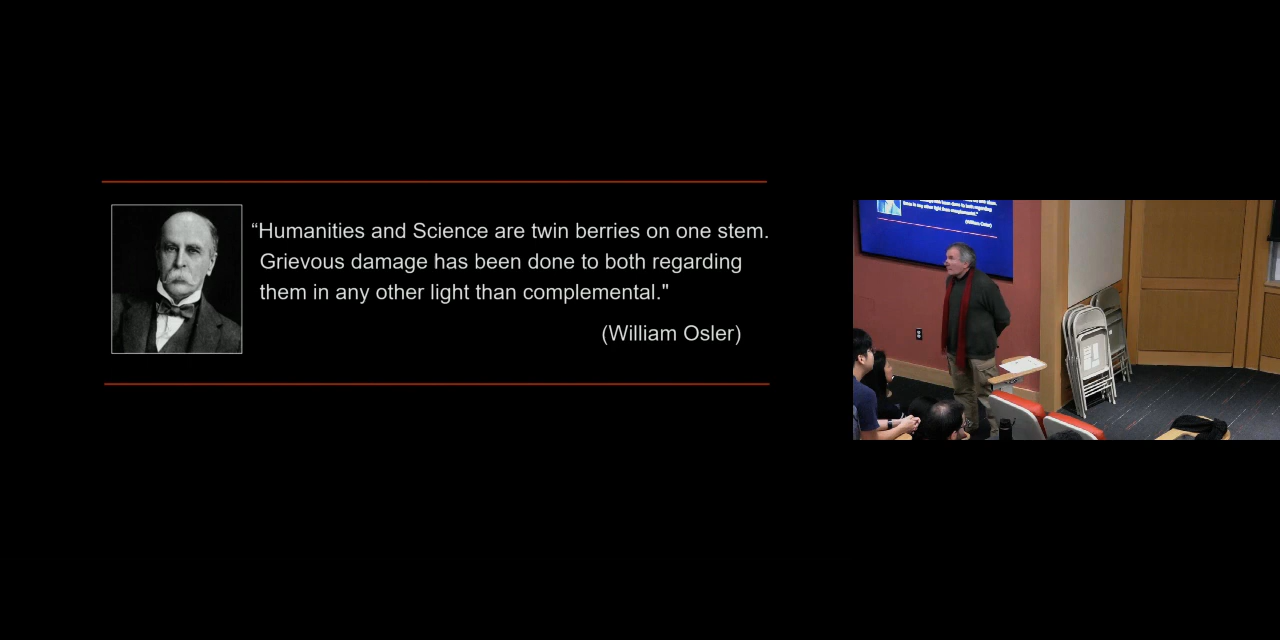 “Humanities and Science are twin berries on one stem.
Grievous damage has been done to both regarding
them in any other light than complemental."
(William Osler)